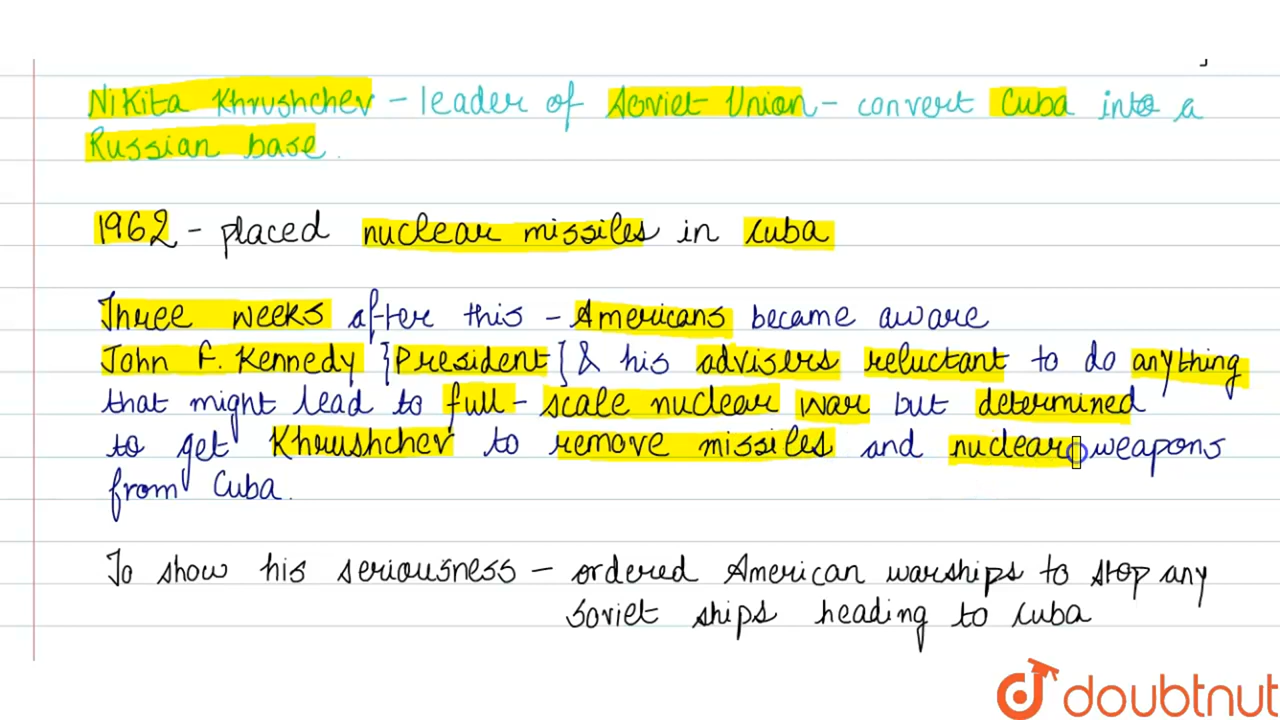 Nikita Khrushchev - leader of Soviet Union - convert Cuba into a
Russian base.
1962 - placed nuclear missiles in Cuba
Three weeks after this - Americans became aware
John F. Kennedy [President] & his advisers reluctant to do anything
that might lead to full-scale nuclear war but determined
to get Khrushchev to remove missiles and nuclear weapons
from Cuba.
To show his seriousness - ordered American warships to stop any
Soviet ships heading to Cuba
doubtnut